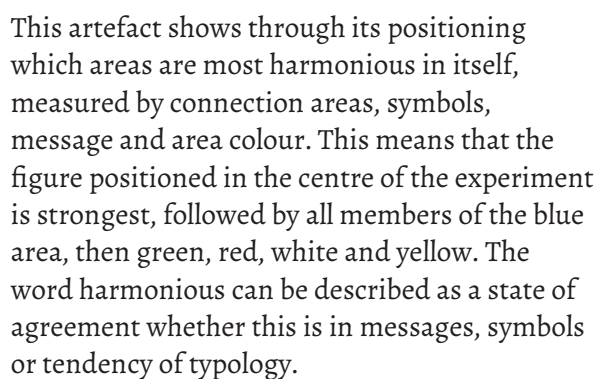 This artefact shows through its positioning
which areas are most harmonious in itself,
measured by connection areas, symbols,
message and area colour. This means that the
figure positioned in the centre of the experiment
is strongest, followed by all members of the blue
area, then green, red, white and yellow. The
word harmonious can be described as a state of
agreement whether this is in messages, symbols
or tendency of typology.